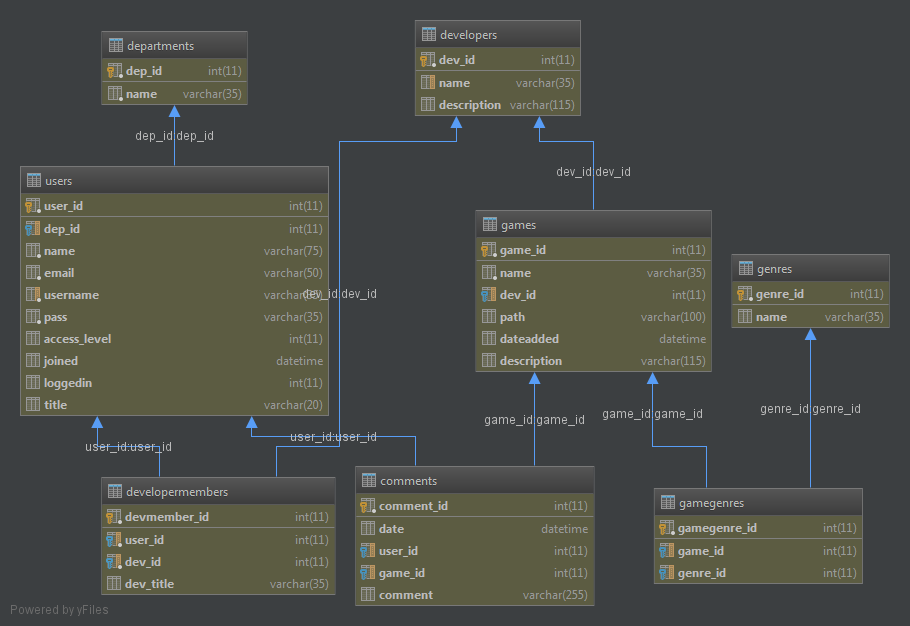 departments
dep_id int(11)
name varchar(35)
developers
dev_id int(11)
name varchar(35)
description varchar(115)
dep_id:dep_id
dev_id:dev_id
users
user_id int(11)
dep_id int(11)
name varchar(75)
email varchar(50)
username
pass varchar(35)
access_level int(11)
joined datetime
loggedin int(11)
title varchar(20)
dev_id:dev_id
games
game_id int(11)
name varchar(35)
dev_id int(11)
path varchar(100)
dateadded datetime
description varchar(115)
genres
genre_id int(11)
name varchar(35)
user_id:user_id
user_id:user_id
game_id:game_id
game_id:game_id
genre_id:genre_id
developermembers
devmember_id int(11)
user_id int(11)
dev_id int(11)
dev_title varchar(35)
comments
comment_id int(11)
date datetime
user_id int(11)
game_id int(11)
comment varchar(255)
gamegenres
gamegenre_id int(11)
game_id int(11)
genre_id int(11)
Powered by yFiles